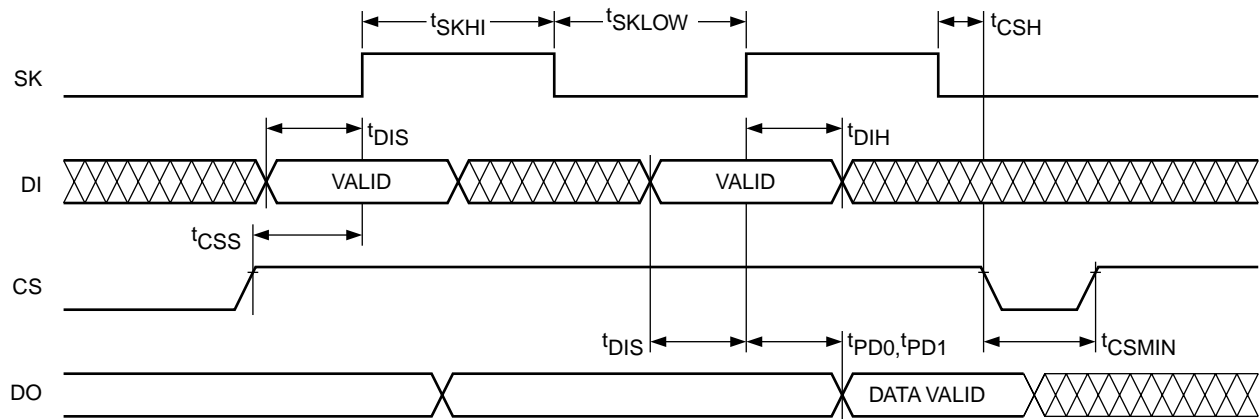 tSKHI tSKLOW tCSH
SK
tDIS tDIH
DI VALID VALID
tCSS
CS
tDIS tPD0,tPD1 tCSMIN
DO DATA VALID